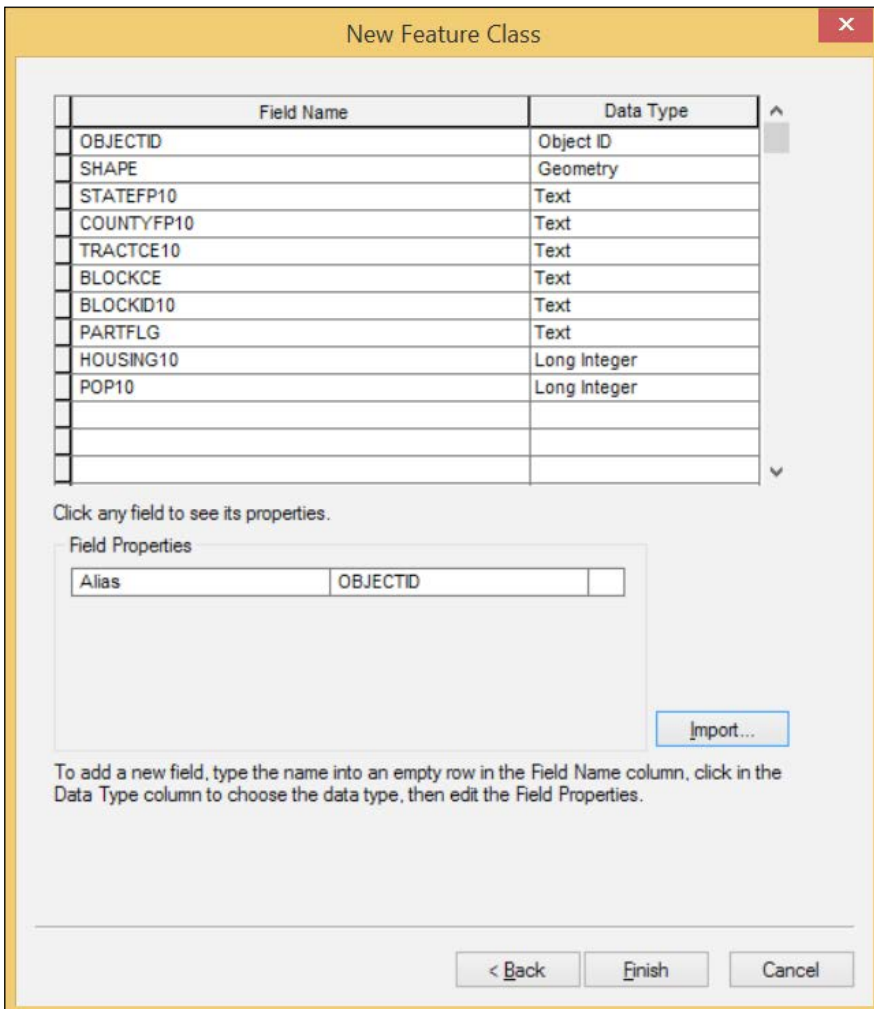 New Feature Class
Field Name Data Type
OBJECTID Object ID
SHAPE Geometry
STATEFP10 Text
COUNTYFP10 Text
TRACTCE10 Text
BLOCKCE Text
BLOCKID10 Text
PARTFLG Text
HOUSING10 Long Integer
POP10 Long Integer
Click any field to see its properties.
Field Properties
Alias OBJECTID
Import...
To add a new field, type the name into an empty row in the Field Name column, click in the
Data Type column to choose the data type, then edit the Field Properties.
< Back Finish Cancel